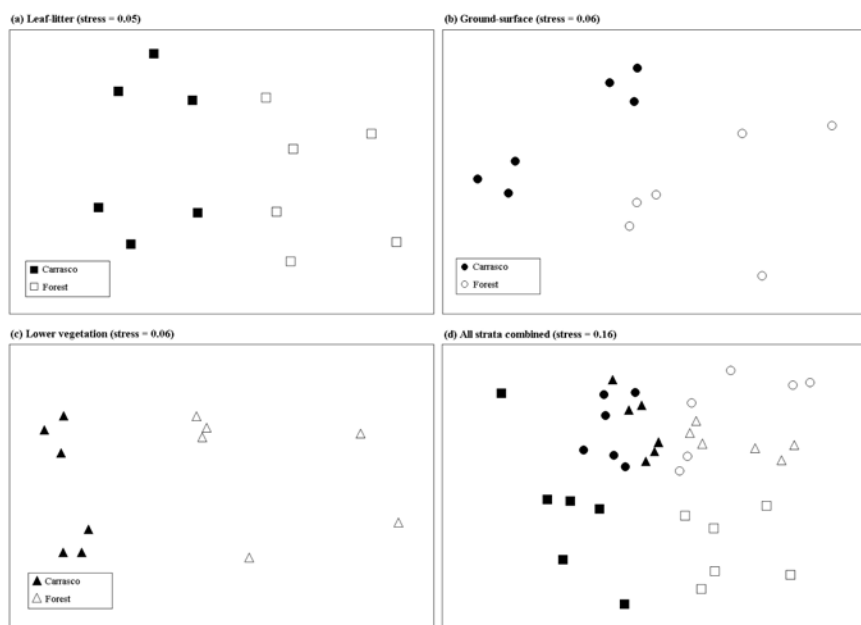 (a) Leaf-litter (stress = 0.05)
(b) Ground-surface (stress = 0.06)
Carrasco
Forest
Carrasco
Forest
(c) Lower vegetation (stress = 0.06)
(d) All strata combined (stress = 0.16)
Carrasco
Forest